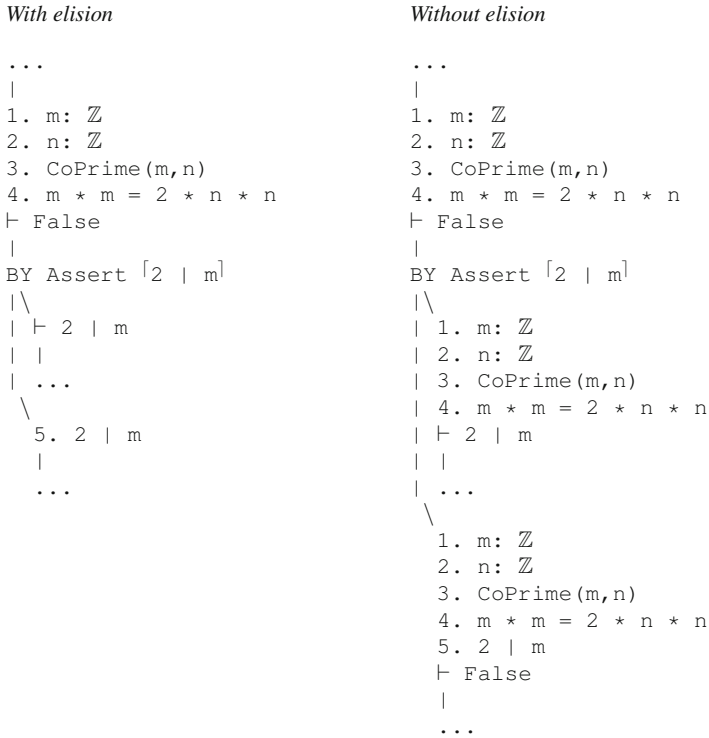 With elision
...
|
1. m: ℤ
2. n: ℤ
3. CoPrime(m,n)
4. m * m = 2 * n * n
⊢ False
|
BY Assert ⌈2 | m⌉
|\
| ⊢ 2 | m
| |
| ...
 \
  5. 2 | m
  |
  ...
Without elision
...
|
1. m: ℤ
2. n: ℤ
3. CoPrime(m,n)
4. m * m = 2 * n * n
⊢ False
|
BY Assert ⌈2 | m⌉
|\
| 1. m: ℤ
| 2. n: ℤ
| 3. CoPrime(m,n)
| 4. m * m = 2 * n * n
| ⊢ 2 | m
| |
| ...
 \
  1. m: ℤ
  2. n: ℤ
  3. CoPrime(m,n)
  4. m * m = 2 * n * n
  5. 2 | m
  ⊢ False
  |
  ...